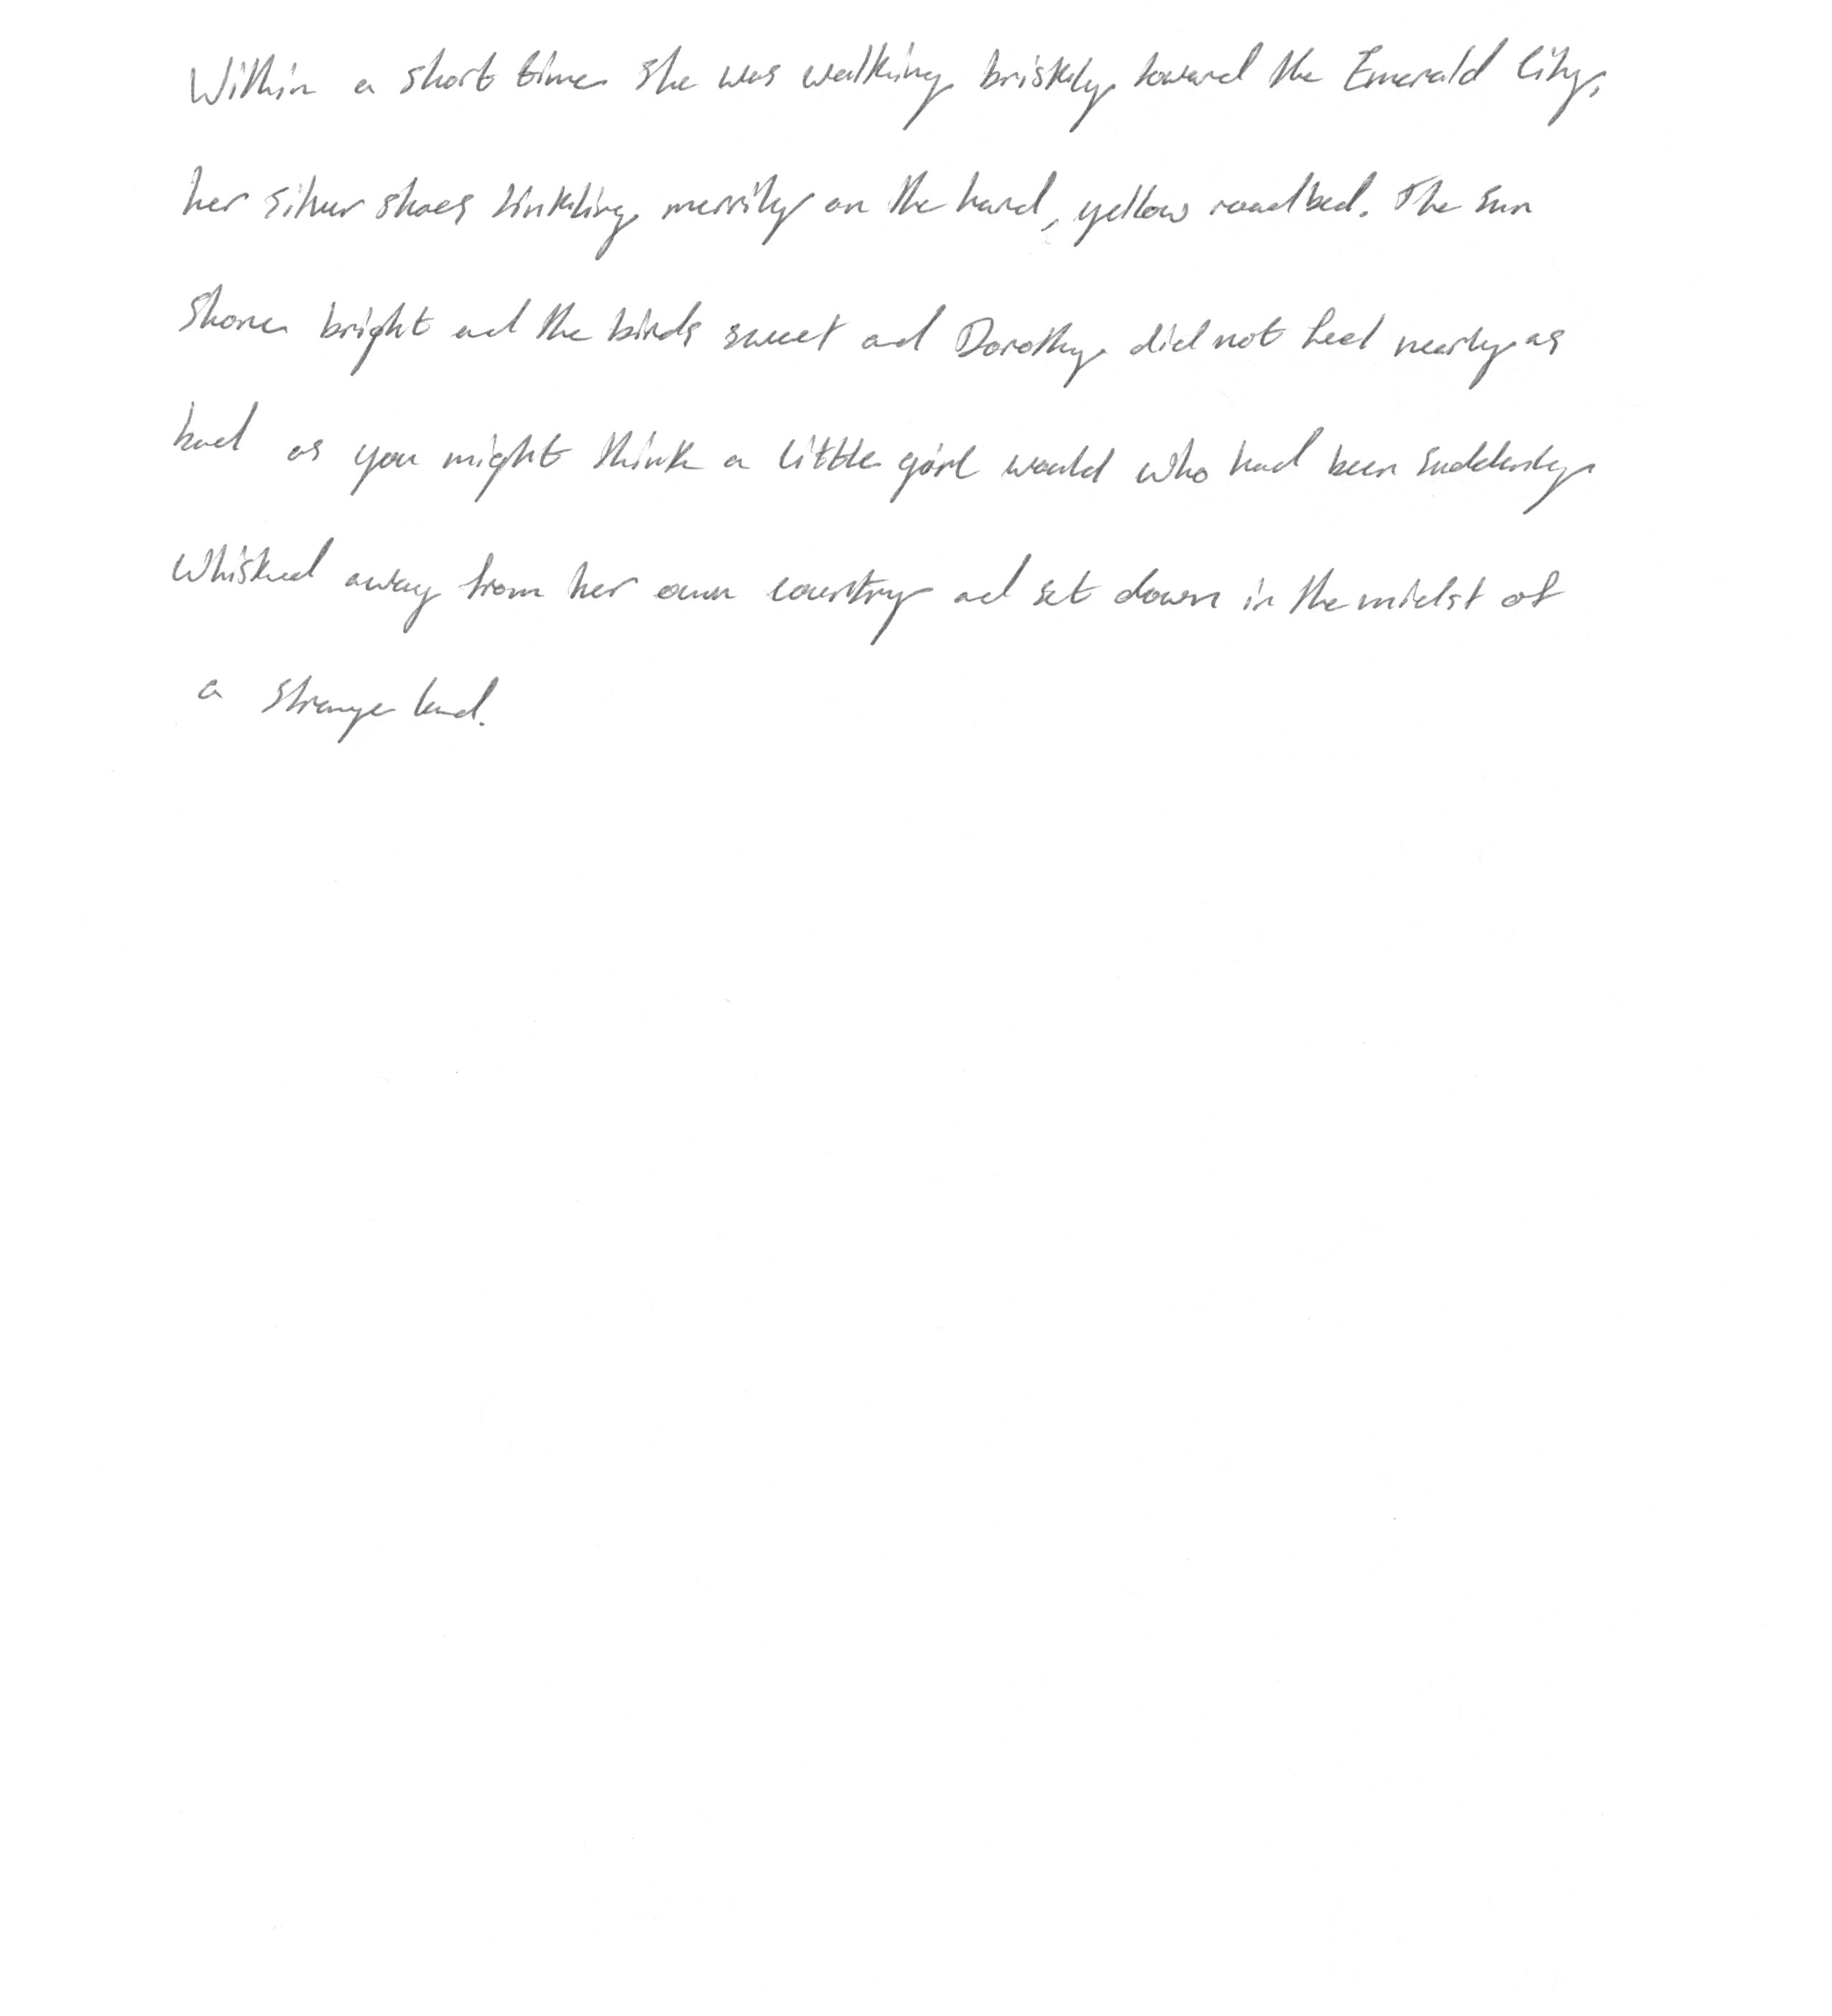 Within a short time she was walking briskly toward the Emerald City,
her silver shoes tinkling merrily on the hard, yellow roadbed. The sun
shone bright and the birds sweet and Dorothy did not feel nearly as
bad as you might think a little girl would who had been suddenly
whisked away from her own country and set down in the midst of
a strange land.